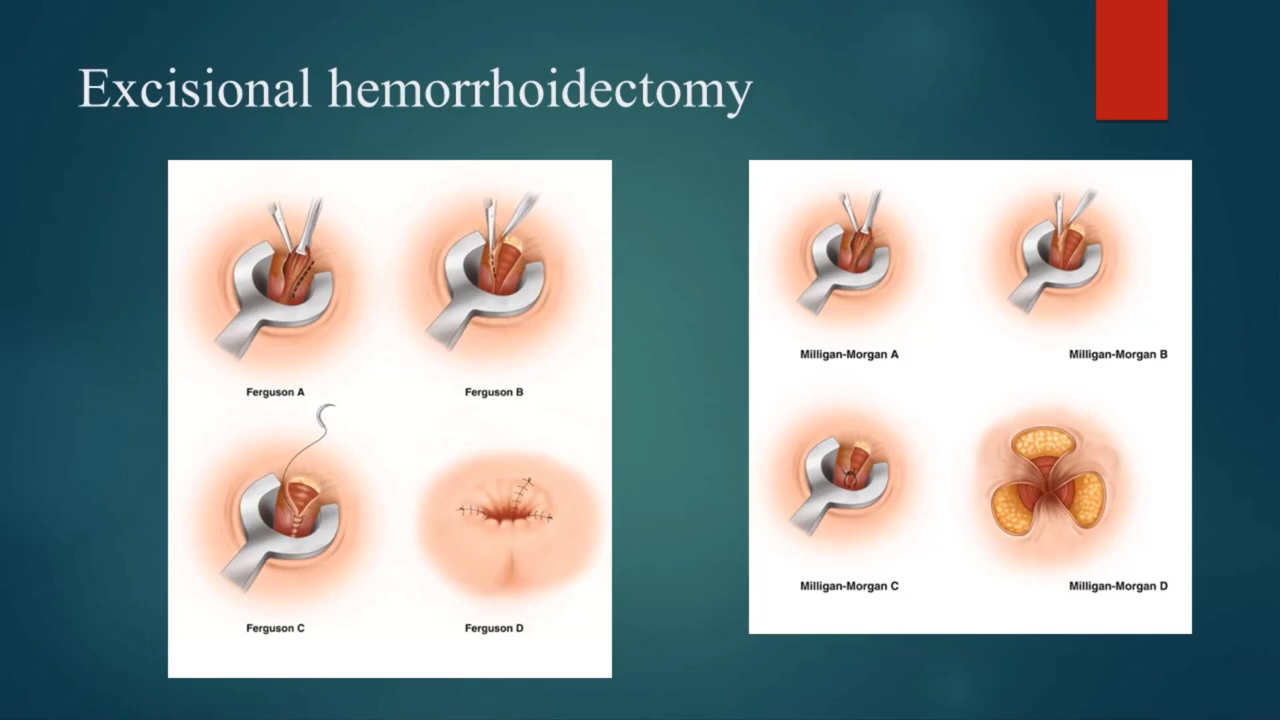 Excisional hemorrhoidectomy
Ferguson A
Ferguson B
Ferguson C
Ferguson D
Milligan-Morgan A
Milligan-Morgan B
Milligan-Morgan C
Milligan-Morgan D